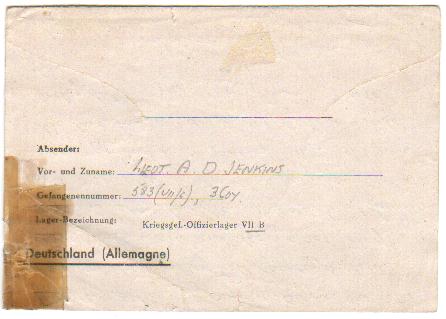 Absender:
Vor- und Zuname: LIEUT. A D JENKINS
Gefangenennummer: 583 (VII/C), 3 Coy.
Lager-Bezeichnung: Kriegsgef.-Offizierlager VII B
Deutschland (Allemagne)